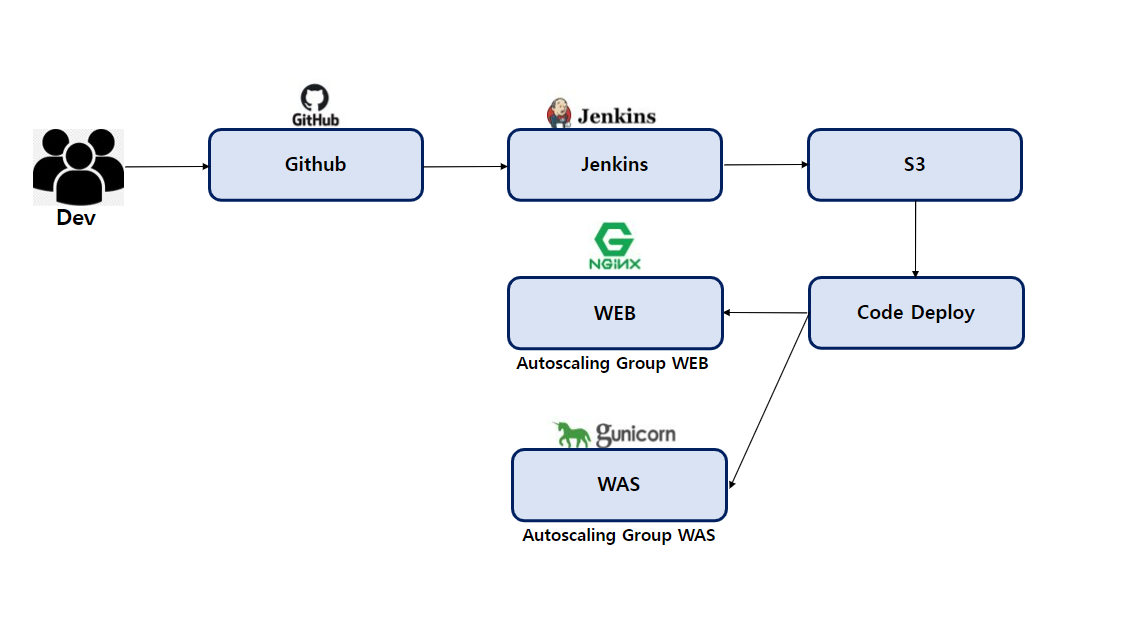 GitHub
Jenkins
Github
Jenkins
S3
Dev
NGiNX
WEB
Code Deploy
Autoscaling Group WEB
gunicorn
WAS
Autoscaling Group WAS